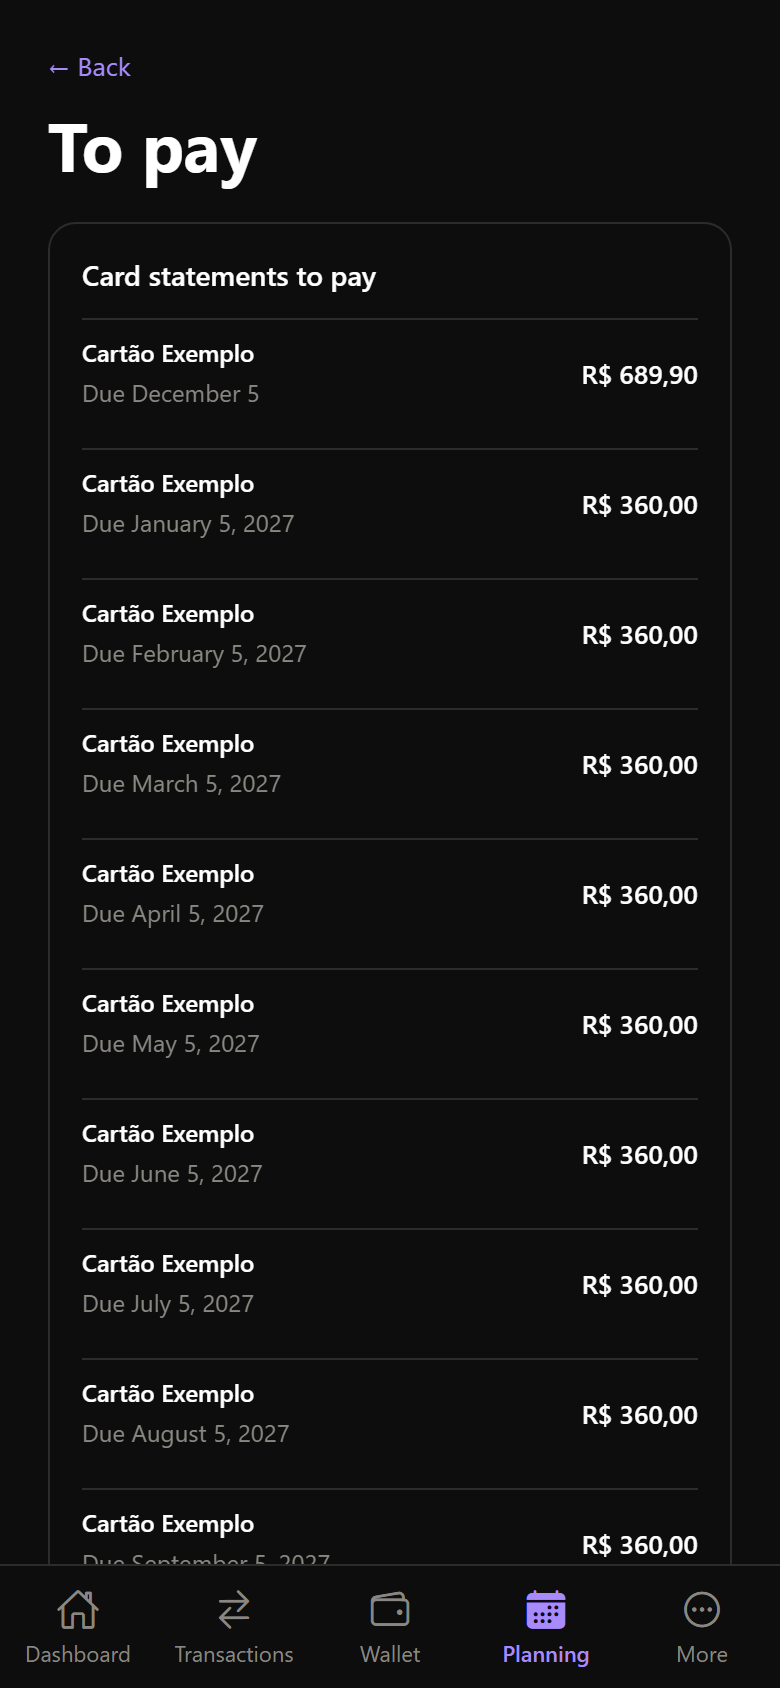 ← Back
To pay
Card statements to pay
Cartão Exemplo
Due December 5
R$ 689,90
Cartão Exemplo
Due January 5, 2027
R$ 360,00
Cartão Exemplo
Due February 5, 2027
R$ 360,00
Cartão Exemplo
Due March 5, 2027
R$ 360,00
Cartão Exemplo
Due April 5, 2027
R$ 360,00
Cartão Exemplo
Due May 5, 2027
R$ 360,00
Cartão Exemplo
Due June 5, 2027
R$ 360,00
Cartão Exemplo
Due July 5, 2027
R$ 360,00
Cartão Exemplo
Due August 5, 2027
R$ 360,00
Cartão Exemplo
Due September 5, 2027
R$ 360,00
Dashboard
Transactions
Wallet
Planning
More